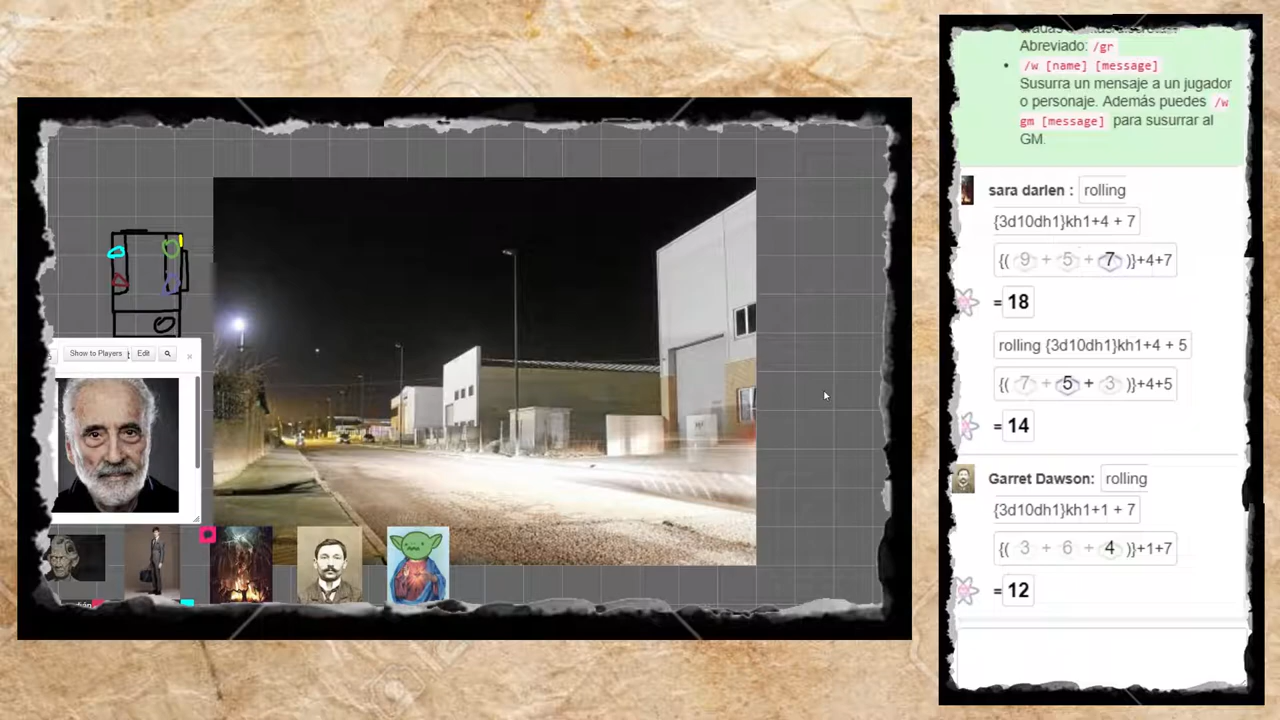 Abreviado: /gr
/w [name] [message]
Susurra un mensaje a un jugador
o personaje. Además puedes /w
gm [message] para susurrar al
GM.
sara darlen : rolling
{3d10dh1}kh1+4 + 7
{( 9 + 5 + 7 )}+4+7
= 18
rolling {3d10dh1}kh1+4 + 5
{( 7 + 5 + 3 )}+4+5
= 14
Garret Dawson: rolling
{3d10dh1}kh1+1 + 7
{( 3 + 6 + 4 )}+1+7
= 12
Show to Players Edit